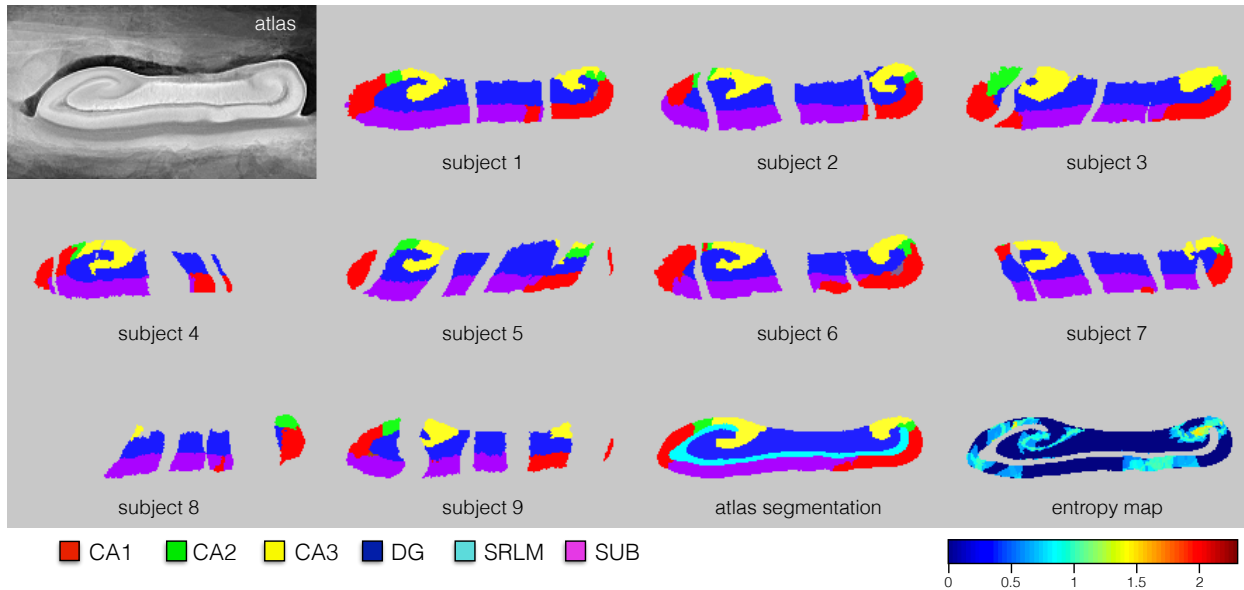 atlas
subject 1
subject 2
subject 3
subject 4
subject 5
subject 6
subject 7
subject 8
subject 9
atlas segmentation
entropy map
CA1
CA2
CA3
DG
SRLM
SUB
0
0.5
1
1.5
2